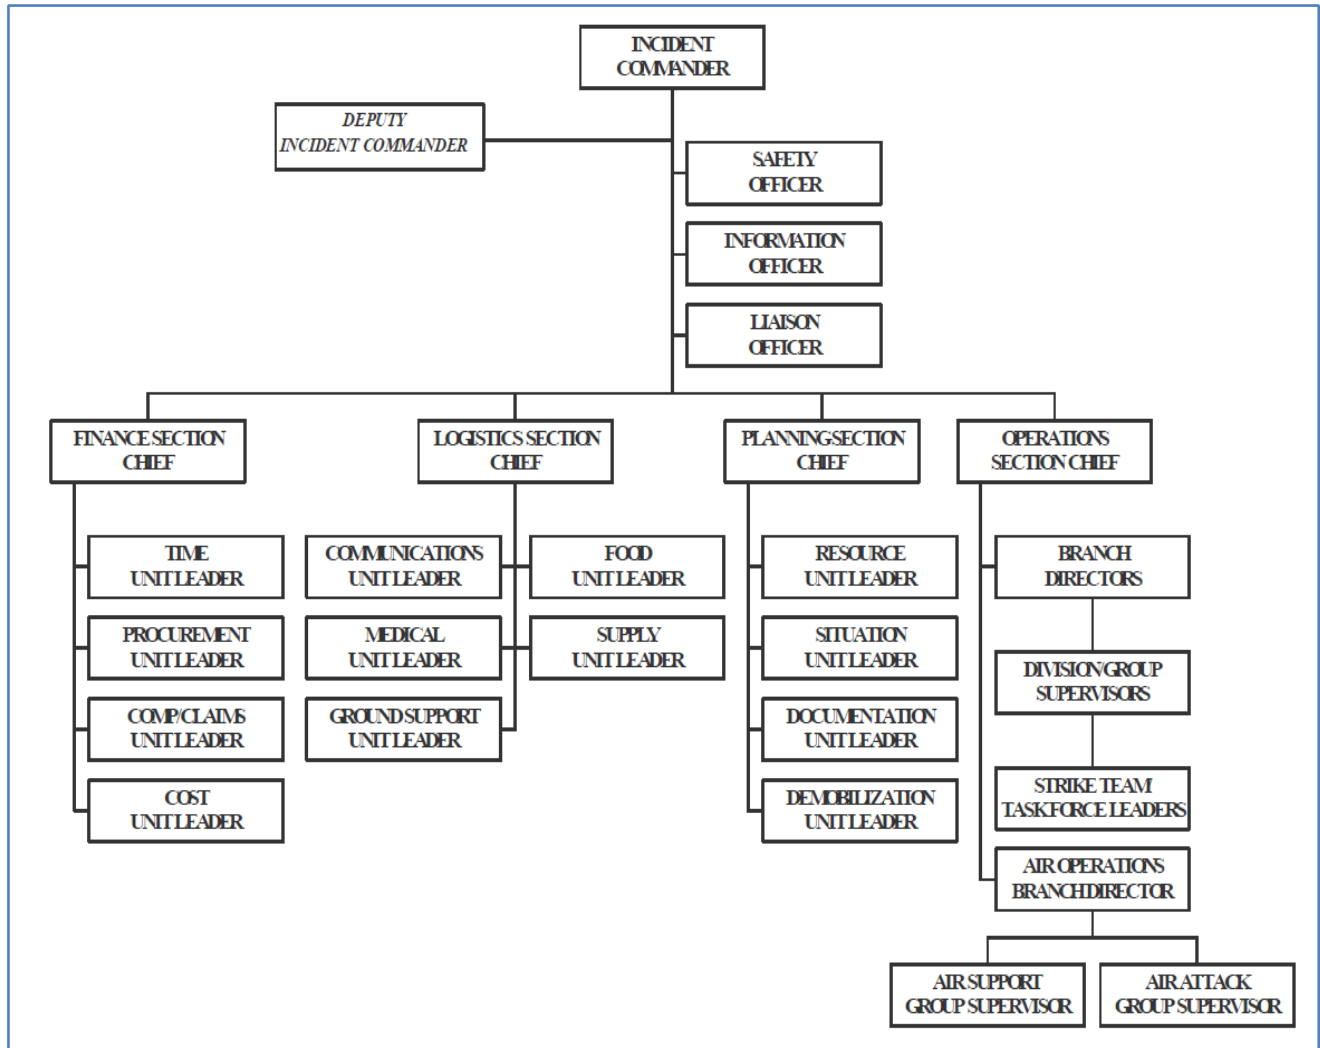 INCIDENT
COMMANDER
DEPUTY
INCIDENT COMMANDER
SAFETY
OFFICER
INFORMATION
OFFICER
LIAISON
OFFICER
FINANCE SECTION
CHIEF
LOGISTICS SECTION
CHIEF
PLANNING SECTION
CHIEF
OPERATIONS
SECTION CHIEF
TIME
UNIT LEADER
PROCUREMENT
UNIT LEADER
COMP/CLAIMS
UNIT LEADER
COST
UNIT LEADER
COMMUNICATIONS
UNIT LEADER
MEDICAL
UNIT LEADER
GROUND SUPPORT
UNIT LEADER
FOOD
UNIT LEADER
SUPPLY
UNIT LEADER
RESOURCE
UNIT LEADER
SITUATION
UNIT LEADER
DOCUMENTATION
UNIT LEADER
DEMOBILIZATION
UNIT LEADER
BRANCH
DIRECTORS
DIVISION/GROUP
SUPERVISORS
STRIKE TEAM/
TASK FORCE LEADERS
AIR OPERATIONS
BRANCH DIRECTOR
AIR SUPPORT
GROUP SUPERVISOR
AIR ATTACK
GROUP SUPERVISOR